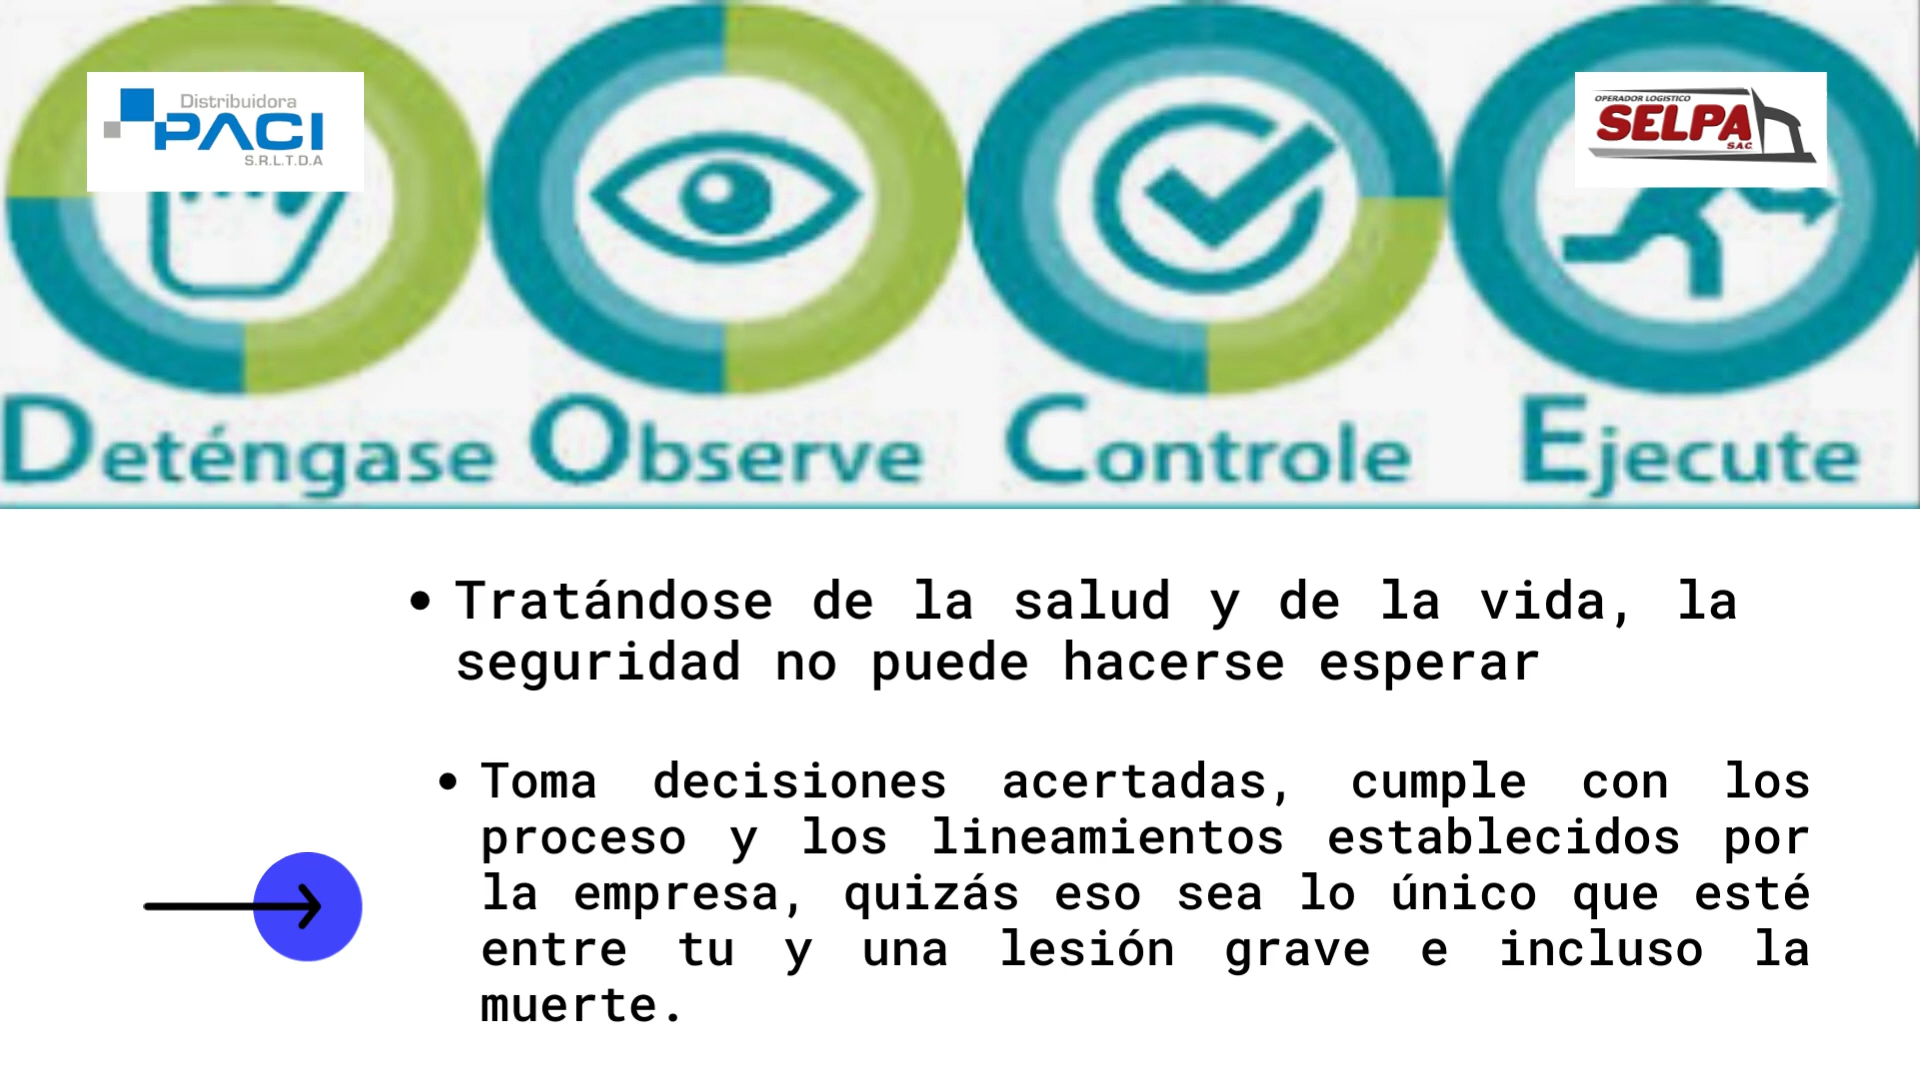 Distribuidora
PACI
S.R.L.T.D.A
OPERADOR LOGISTICO
SELPA
S.A.C.
Deténgase Observe Controle Ejecute
• Tratándose de la salud y de la vida, la
seguridad no puede hacerse esperar
• Toma decisiones acertadas, cumple con los
proceso y los lineamientos establecidos por
la empresa, quizás eso sea lo único que esté
entre tu y una lesión grave e incluso la
muerte.